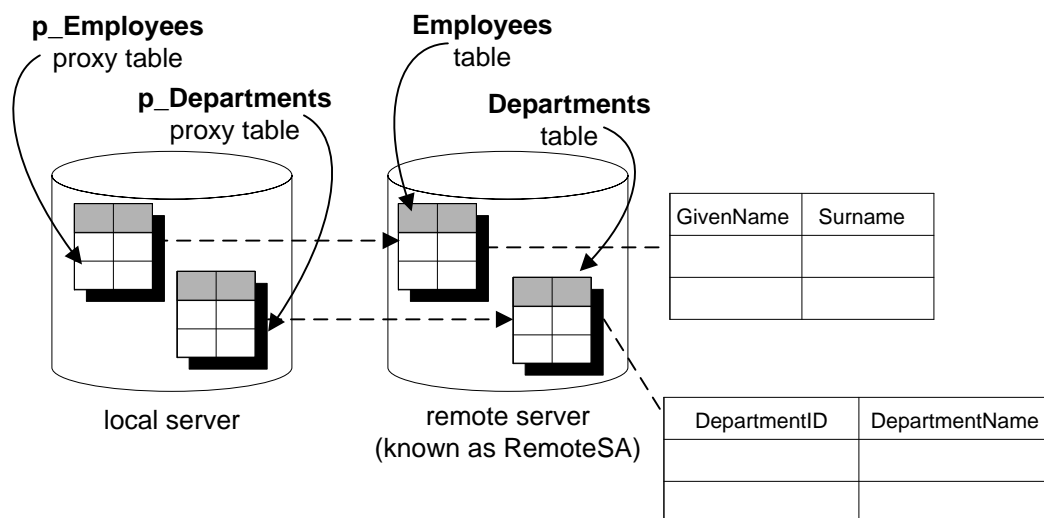 p_Employees
proxy table
p_Departments
proxy table
Employees
table
Departments
table
GivenName Surname
local server
remote server
(known as RemoteSA)
DepartmentID DepartmentName